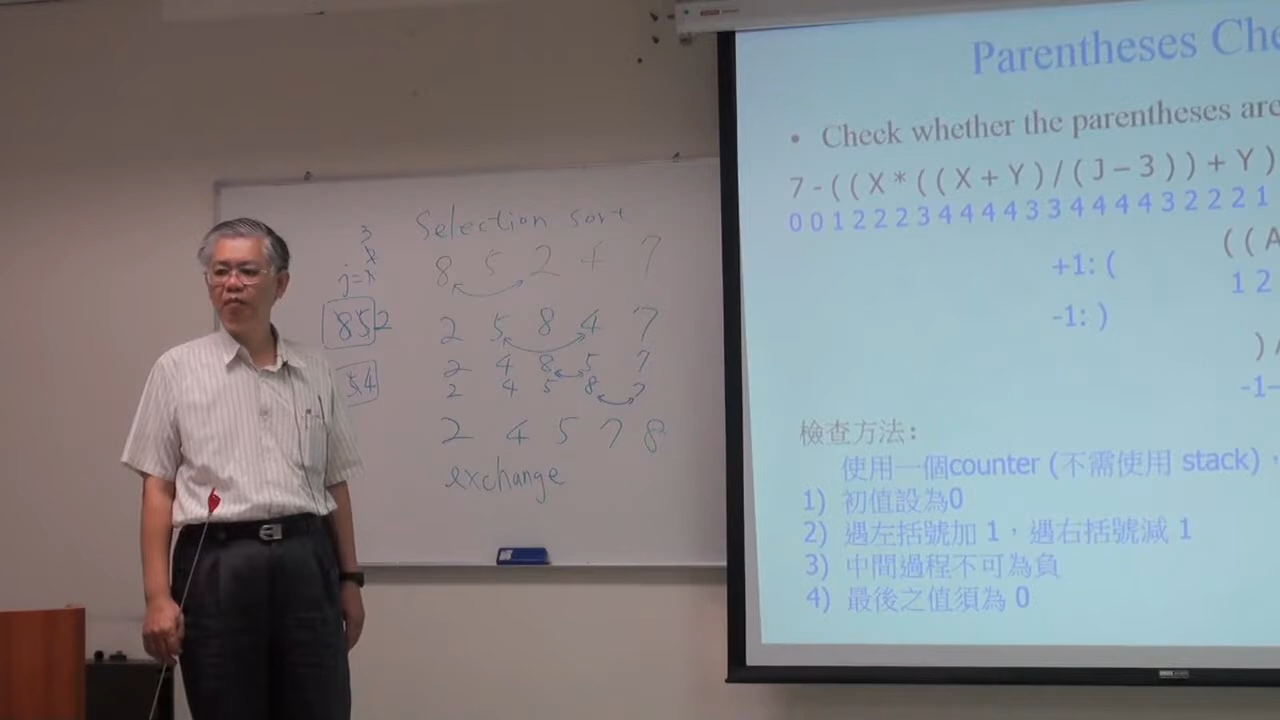 Selection sort
8 5 2 4 7
2 5 8 4 7
2 4 8 5 7
2 4 5 8 7
2 4 5 7 8
exchange
3
j=
852
54
Parentheses Che
• Check whether the parentheses are
7-((X*((X+Y)/(J-3))+Y)
0 0 1 2 2 2 3 4 4 4 4 3 3 4 4 4 4 3 2 2 2 1
((A
1 2
+1: (
-1: )
)
-1-
檢查方法:
使用一個counter (不需使用 stack)，
1) 初值設為0
2) 遇左括號加 1，遇右括號減 1
3) 中間過程不可為負
4) 最後之值須為 0